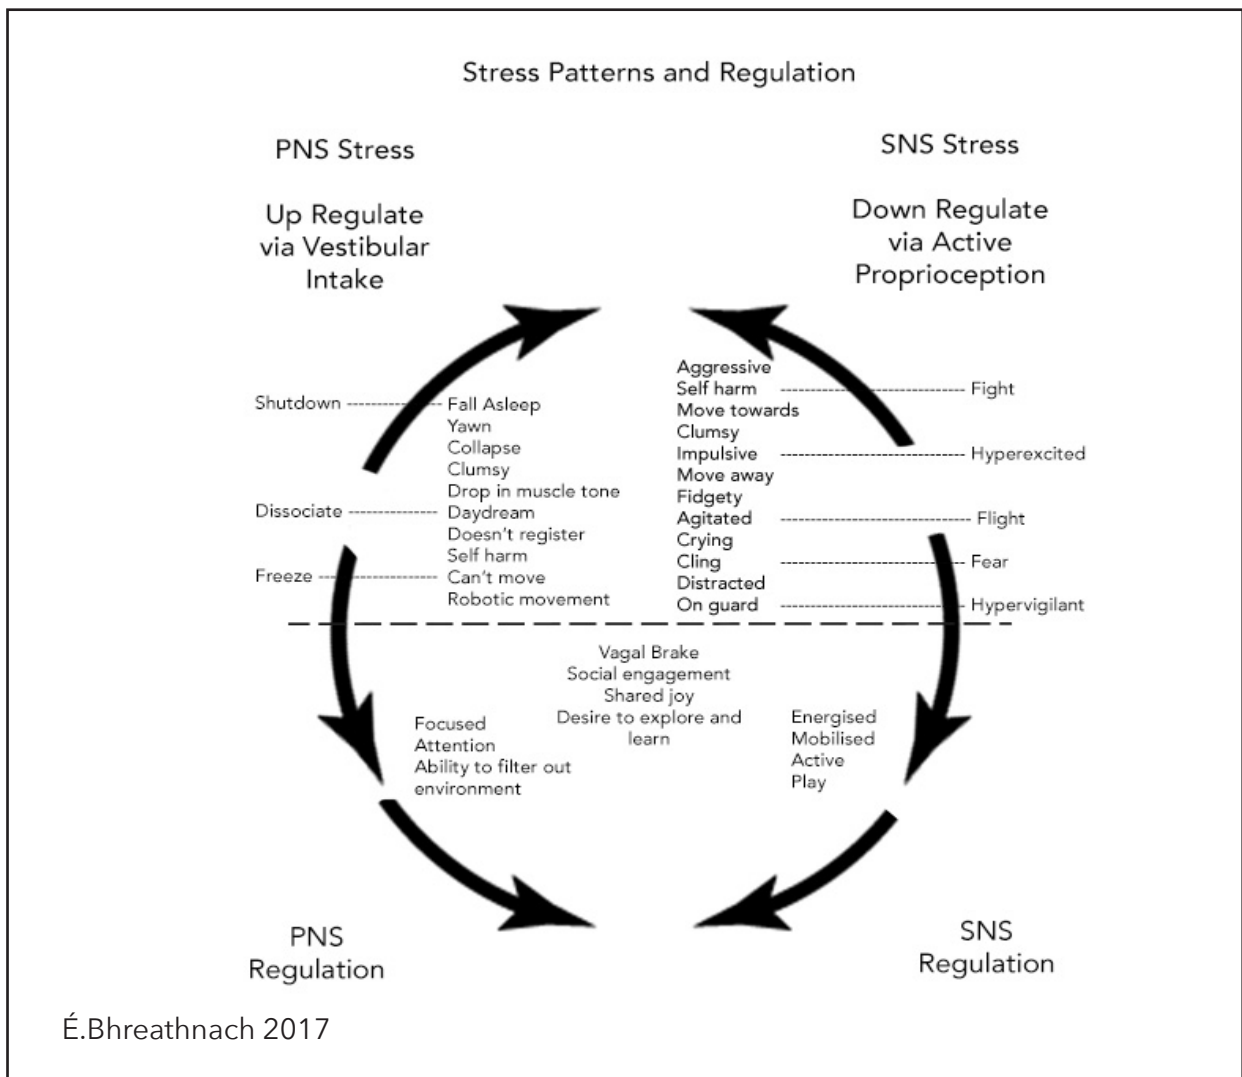 Stress Patterns and Regulation
PNS Stress
Up Regulate
via Vestibular
Intake
SNS Stress
Down Regulate
via Active
Proprioception
Shutdown
Dissociate
Freeze
Fall Asleep
Yawn
Collapse
Clumsy
Drop in muscle tone
Daydream
Doesn't register
Self harm
Can't move
Robotic movement
Aggressive
Self harm
Move towards
Clumsy
Impulsive
Move away
Fidgety
Agitated
Crying
Cling
Distracted
On guard
Fight
Hyperexcited
Flight
Fear
Hypervigilant
Vagal Brake
Social engagement
Shared joy
Desire to explore and
learn
Focused
Attention
Ability to filter out
environment
Energised
Mobilised
Active
Play
PNS
Regulation
SNS
Regulation
É.Bhreathnach 2017